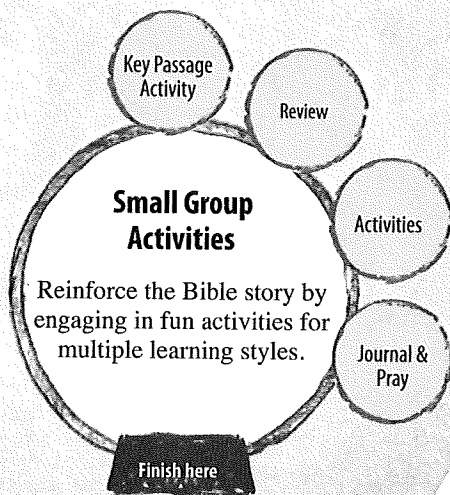 Key Passage
Activity
Review
Small Group
Activities
Activities
Reinforce the Bible story by
engaging in fun activities for
multiple learning styles.
Journal &
Pray
Finish here